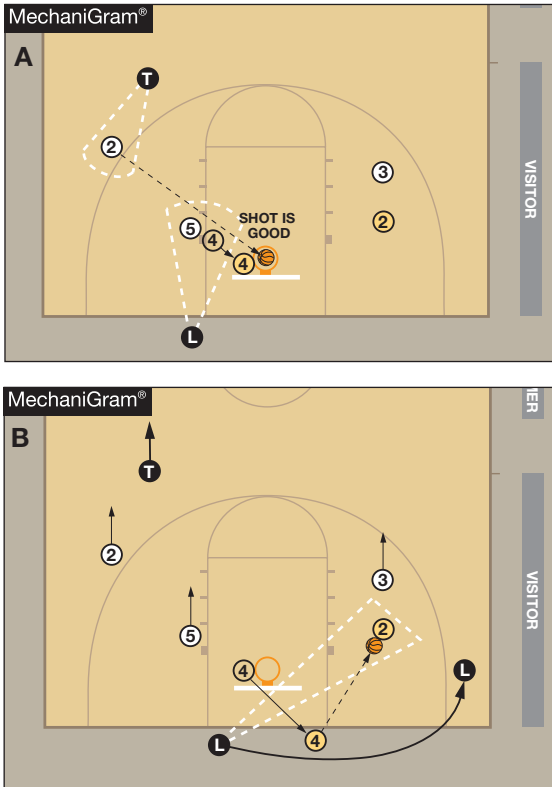 MechaniGram®
A
T
2
3
VISITOR
2
SHOT IS
GOOD
5
4
4
L
MechaniGram®
B
MER
T
2
3
VISITOR
5
2
4
L
4
L